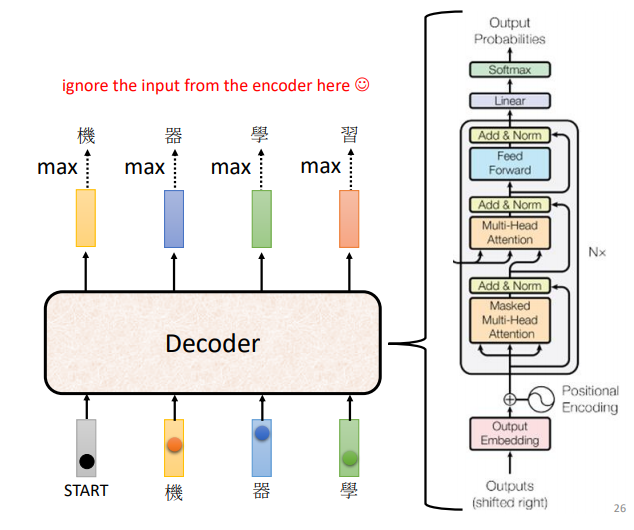 ignore the input from the encoder here ☺
機 器 學 習
max max max max
Decoder
START 機 器 學
Output
Probabilities
Softmax
Linear
Add & Norm
Feed
Forward
Add & Norm
Multi-Head
Attention
N×
Add & Norm
Masked
Multi-Head
Attention
Positional
Encoding
Output
Embedding
Outputs
(shifted right)
26